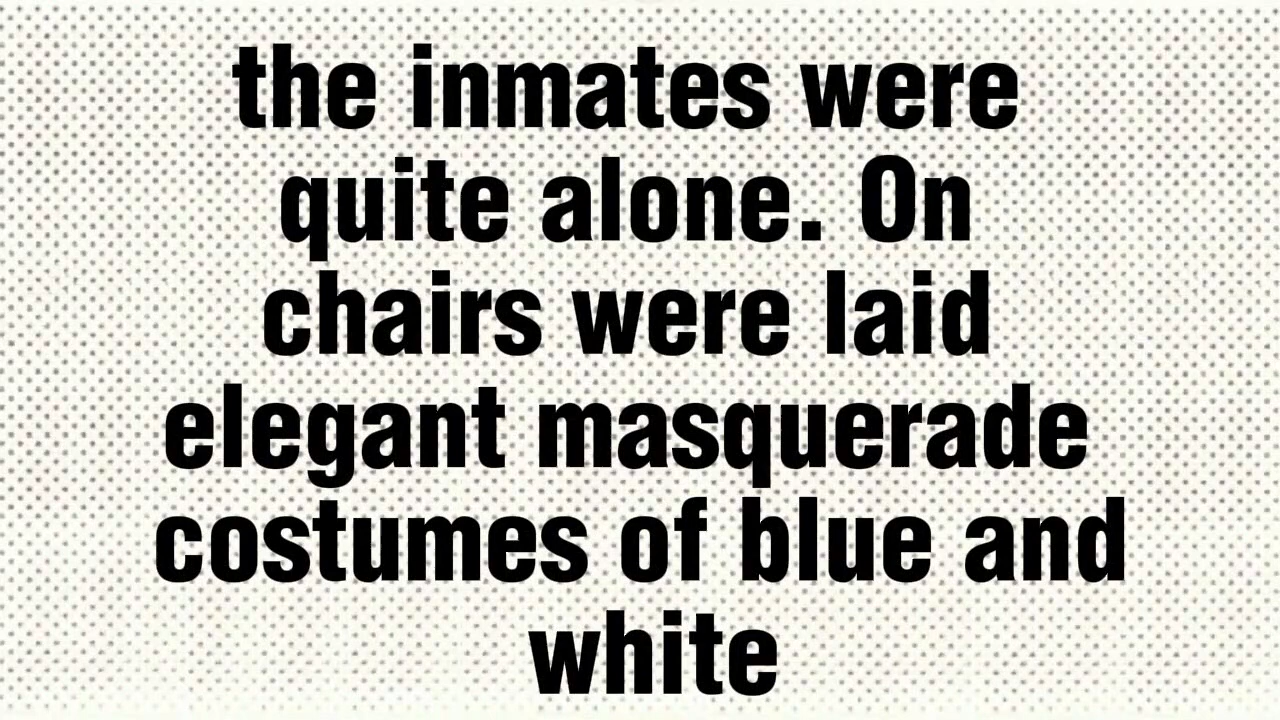 the inmates were
quite alone. On
chairs were laid
elegant masquerade
costumes of blue and
white